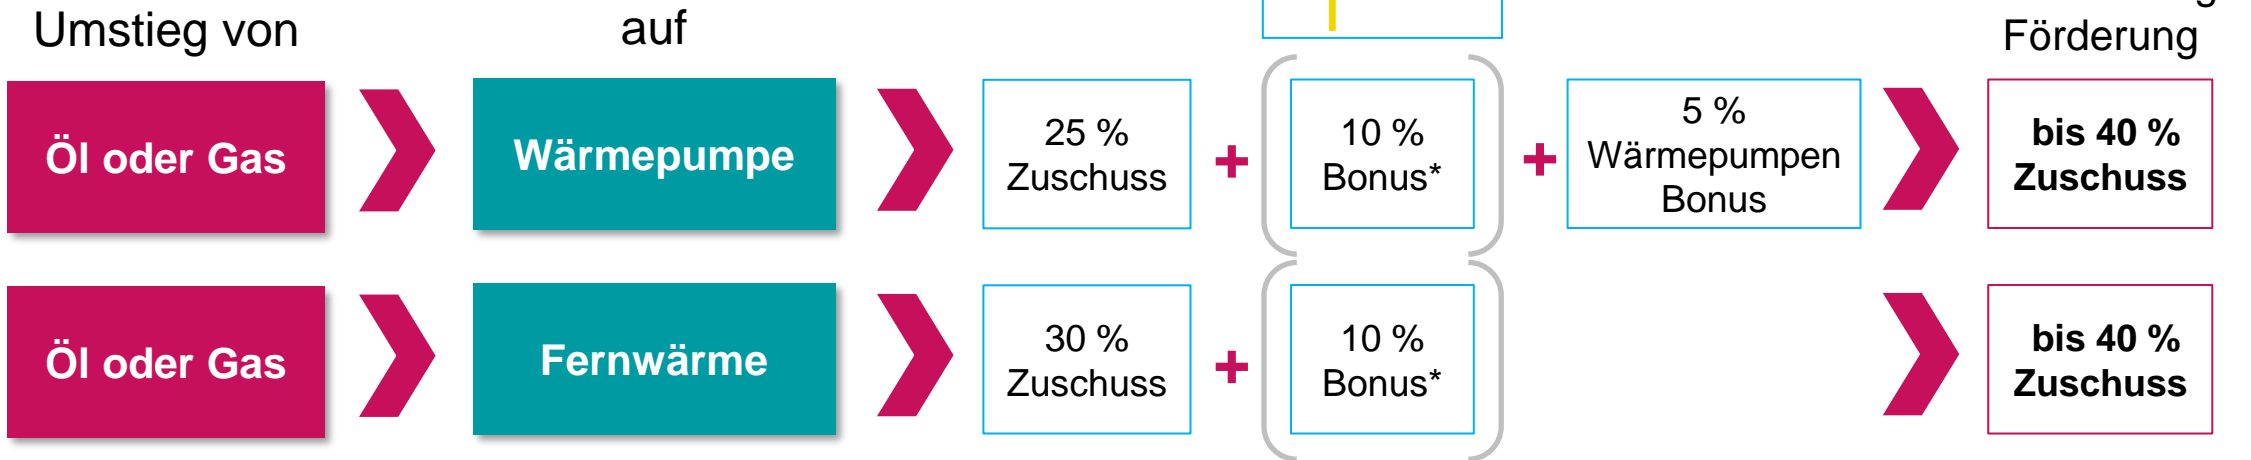 Umstieg von
auf
Förderung
Öl oder Gas
Wärmepumpe
25 %
Zuschuss
+
10 %
Bonus*
+
5 %
Wärmepumpen
Bonus
bis 40 %
Zuschuss
Öl oder Gas
Fernwärme
30 %
Zuschuss
+
10 %
Bonus*
bis 40 %
Zuschuss